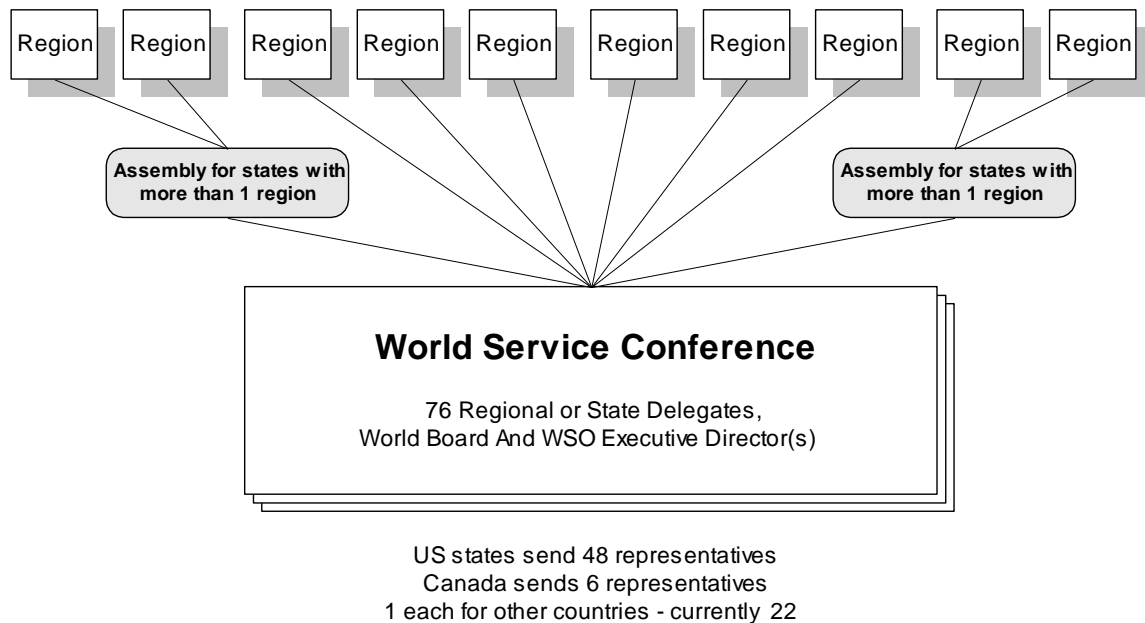 Region Region Region Region Region Region Region Region Region Region
Assembly for states with
more than 1 region
Assembly for states with
more than 1 region
World Service Conference
76 Regional or State Delegates,
World Board And WSO Executive Director(s)
US states send 48 representatives
Canada sends 6 representatives
1 each for other countries - currently 22